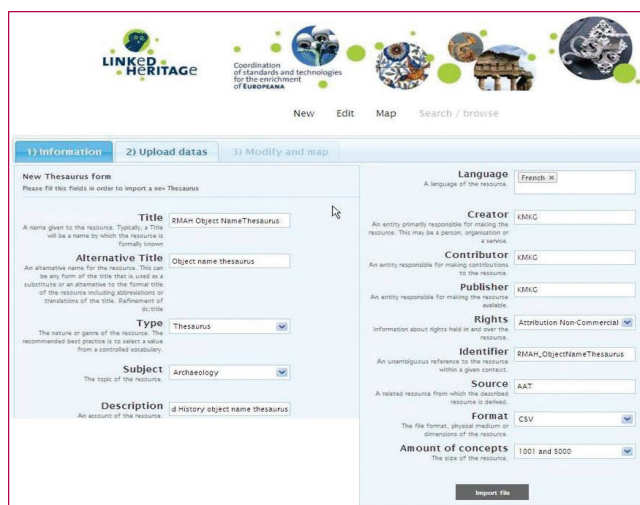 LINKED
HERITAGE
Coordination
of standards and technologies
for the enrichment
of EUROPEANA
New Edit Map Search / browse
1) Information 2) Upload datas 3) Modify and map
New Thesaurus form
Please fill this fields in order to import a new Thesaurus
Title RMAH Object NameThesaurus
A name given to the resource. Typically, a Title
will be a name by which the resource is
formally known
Alternative Title Object name thesaurus
An alternative name for the resource. This can
be any form of the title that is used as a
substitute or an alternative to the formal title
of the resource including abbreviations or
translations of the title. Refinement of
dc:title
Type Thesaurus
The nature or genre of the resource. The
recommended best practice is to select a value
from a controlled vocabulary.
Subject Archaeology
The topic of the resource.
Description d History object name thesaurus
An account of the resource.
Language French ×
A language of the resource.
Creator KMKG
An entity primarily responsible for making the
resource. This may be a person, organisation or
a service.
Contributor KMKG
An entity responsible for making contributions
to the resource.
Publisher KMKG
An entity responsible for making the resource
available.
Rights Attribution Non-Commercial
Information about rights held in and over the
resource.
Identifier RMAH_ObjectNameThesaurus
An unambiguous reference to the resource
within a given context.
Source AAT
A related resource from which the described
resource is derived.
Format CSV
The file format, physical medium or
dimensions of the resource.
Amount of concepts 1001 and 5000
The size of the resource.
Import file